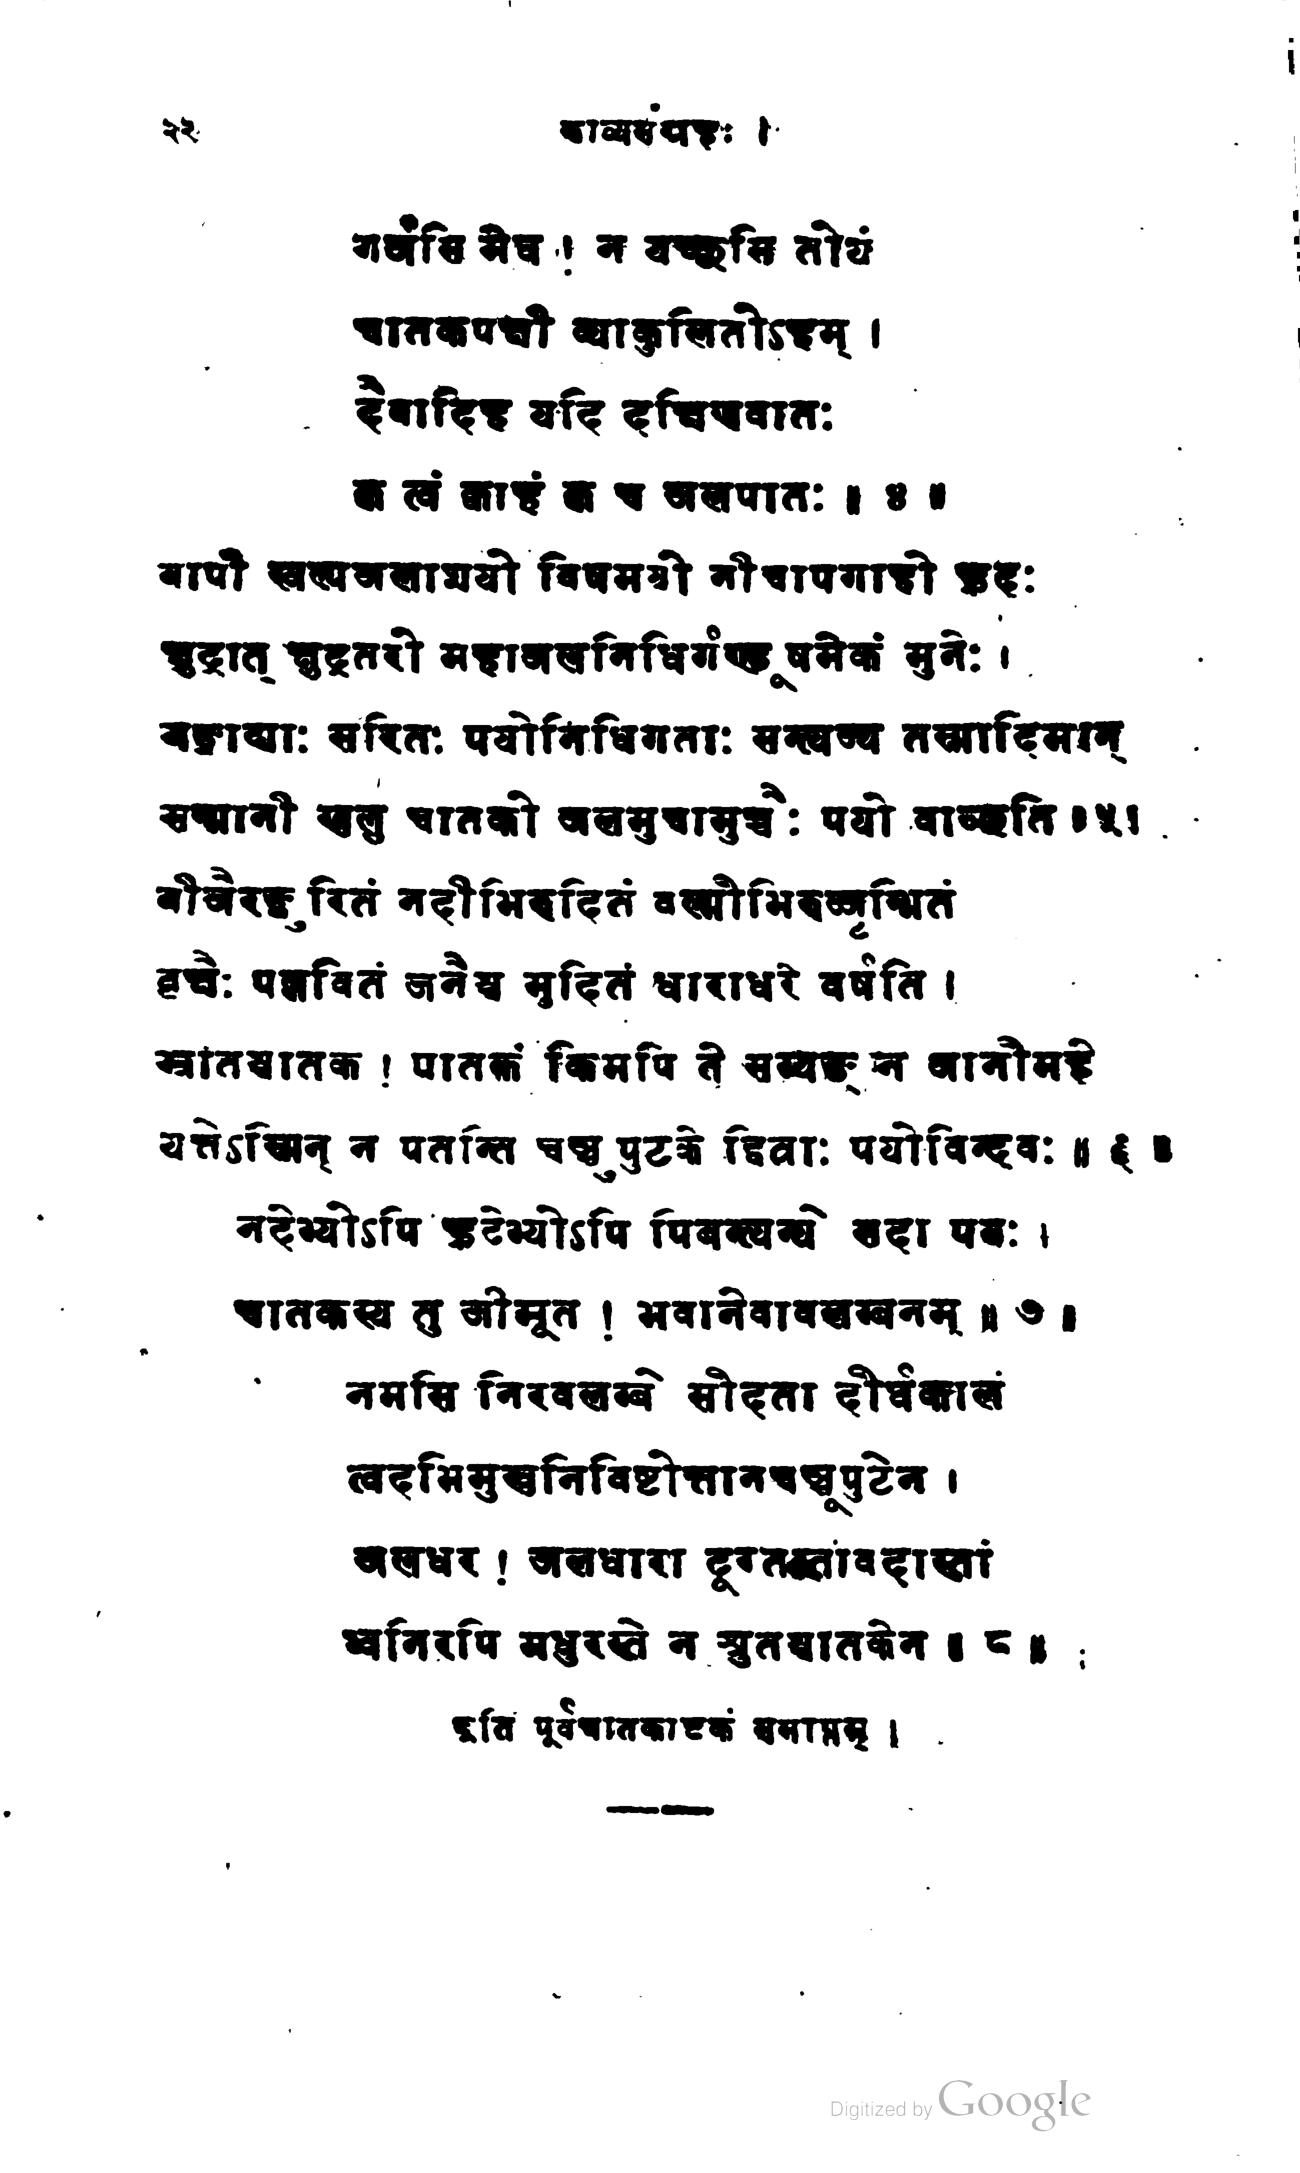 २२ काव्यसंग्रहः ।
गर्जसि मेघ ! न यच्छसि तोयं
चातकपक्षी व्याकुलितोऽहम् ।
दैवादिह यदि दक्षिणवातः
क्व त्वं क्वाहं क्व च जलपातः ॥ ४ ॥
वापी स्वल्पजलाशयो विषमयो नीचापगाहो ह्रदः
क्षुद्रात् क्षुद्रतरो महाजलनिधिर्गण्डूषमेकं मुनेः ।
गङ्गाद्याः सरितः पयोनिधिगताः सन्त्यज्य तस्मादिमान्
सम्मानी खलु चातको जलमुचामुच्चैः पयो वाञ्छति ॥ ५ ॥
बीजैरङ्कुरितं नदीभिरुदितं वल्मीभिरुज्जृम्भितं
वृक्षैः पल्लवितं जनैश्च मुदितं धाराधरे वर्षति ।
भ्रांतश्चातक ! पातकं किमपि ते सम्यङ् न जानीमहे
यत्तेऽस्मिन् न पतन्ति चञ्चुपुटके द्वित्राः पयोविन्दवः ॥ ६ ॥
नदेभ्योऽपि ह्रदेभ्योऽपि पिबन्त्यन्ये सदा पयः ।
चातकस्य तु जीमूत ! भवानेवावलम्बनम् ॥ ७ ॥
नभसि निरवलम्बे सीदता दीर्घकालं
त्वदभिमुखनिविष्टोत्तानचञ्चूपुटेन ।
जलधर ! जलधारा दूरतस्तावदास्तां
ध्वनिरपि मधुरस्ते न श्रुतश्चातकेन ॥ ८ ॥
इति पूर्वचातकाष्टकं समाप्तम् ।
Digitized by Google